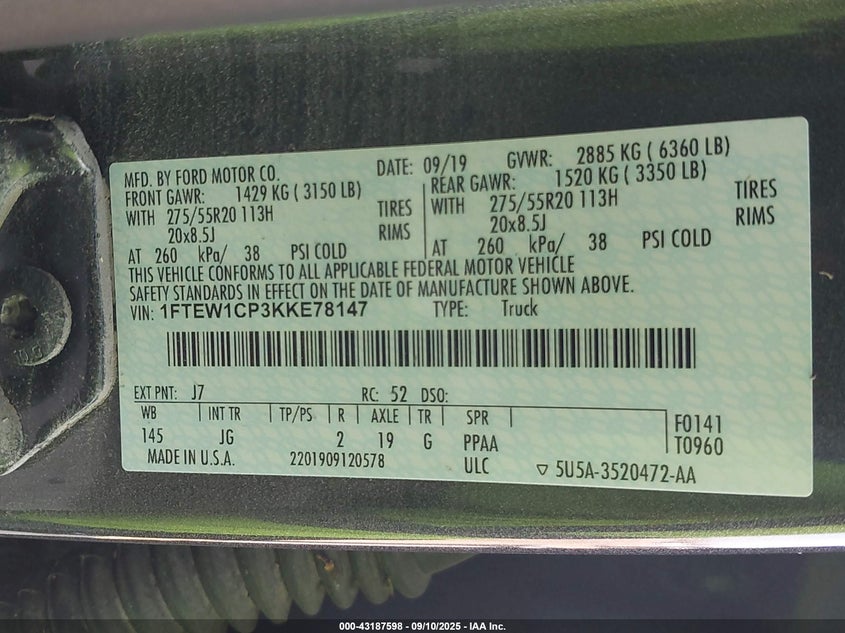 MFD. BY FORD MOTOR CO. DATE: 09/19 GVWR: 2885 KG ( 6360 LB)
FRONT GAWR: 1429 KG ( 3150 LB) REAR GAWR: 1520 KG ( 3350 LB)
WITH 275/55R20 113H TIRES WITH 275/55R20 113H TIRES
20x8.5J RIMS 20x8.5J RIMS
AT 260 kPa/ 38 PSI COLD AT 260 kPa/ 38 PSI COLD
THIS VEHICLE CONFORMS TO ALL APPLICABLE FEDERAL MOTOR VEHICLE
SAFETY STANDARDS IN EFFECT ON THE DATE OF MANUFACTURE SHOWN ABOVE.
VIN: 1FTEW1CP3KKE78147 TYPE: Truck
EXT PNT: J7 RC: 52 DSO:
WB INT TR TP/PS R AXLE TR SPR F0141
145 JG 2 19 G PPAA T0960
MADE IN U.S.A. 2201909120578 ULC ▽ 5U5A-3520472-AA
000-43187598 - 09/10/2025 - IAA Inc.